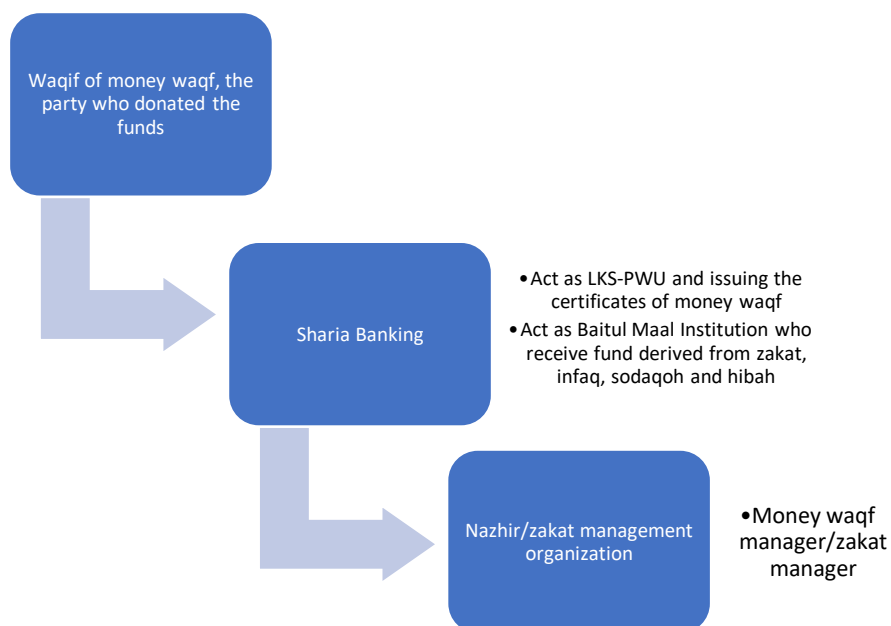 Waqif of money waqf, the
party who donated the
funds
Sharia Banking
•Act as LKS-PWU and issuing the
certificates of money waqf
•Act as Baitul Maal Institution who
receive fund derived from zakat,
infaq, sodaqoh and hibah
Nazhir/zakat management
organization
•Money waqf
manager/zakat
manager